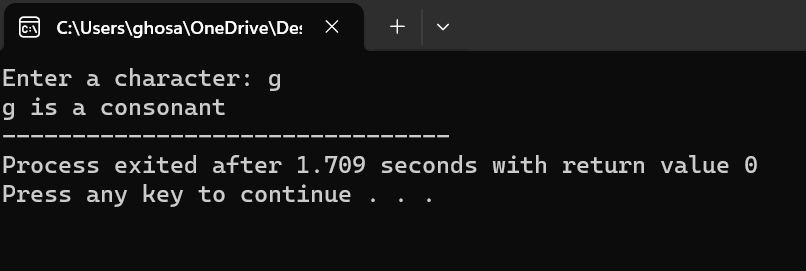 C:\Users\ghosa\OneDrive\Des
Enter a character: g
g is a consonant
--------------------------------
Process exited after 1.709 seconds with return value 0
Press any key to continue . . .